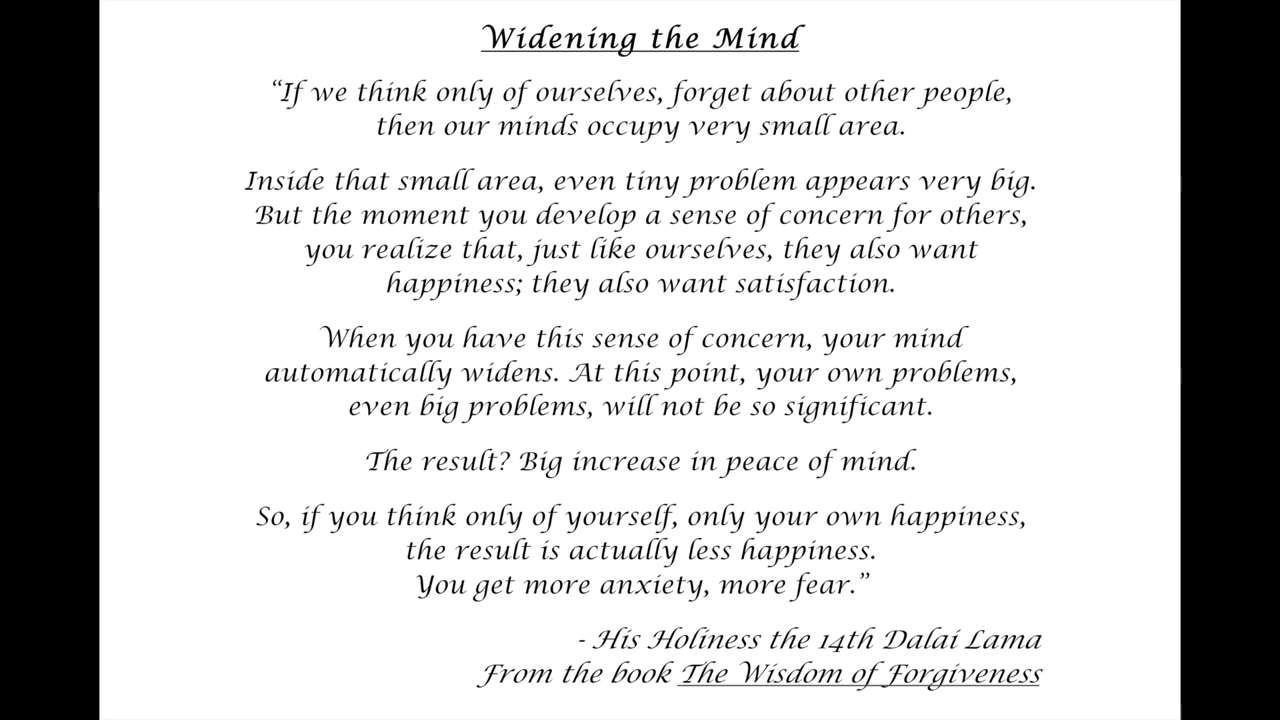 Widening the Mind
“If we think only of ourselves, forget about other people,
then our minds occupy very small area.
Inside that small area, even tiny problem appears very big.
But the moment you develop a sense of concern for others,
you realize that, just like ourselves, they also want
happiness; they also want satisfaction.
When you have this sense of concern, your mind
automatically widens. At this point, your own problems,
even big problems, will not be so significant.
The result? Big increase in peace of mind.
So, if you think only of yourself, only your own happiness,
the result is actually less happiness.
You get more anxiety, more fear.”
- His Holiness the 14th Dalai Lama
From the book The Wisdom of Forgiveness